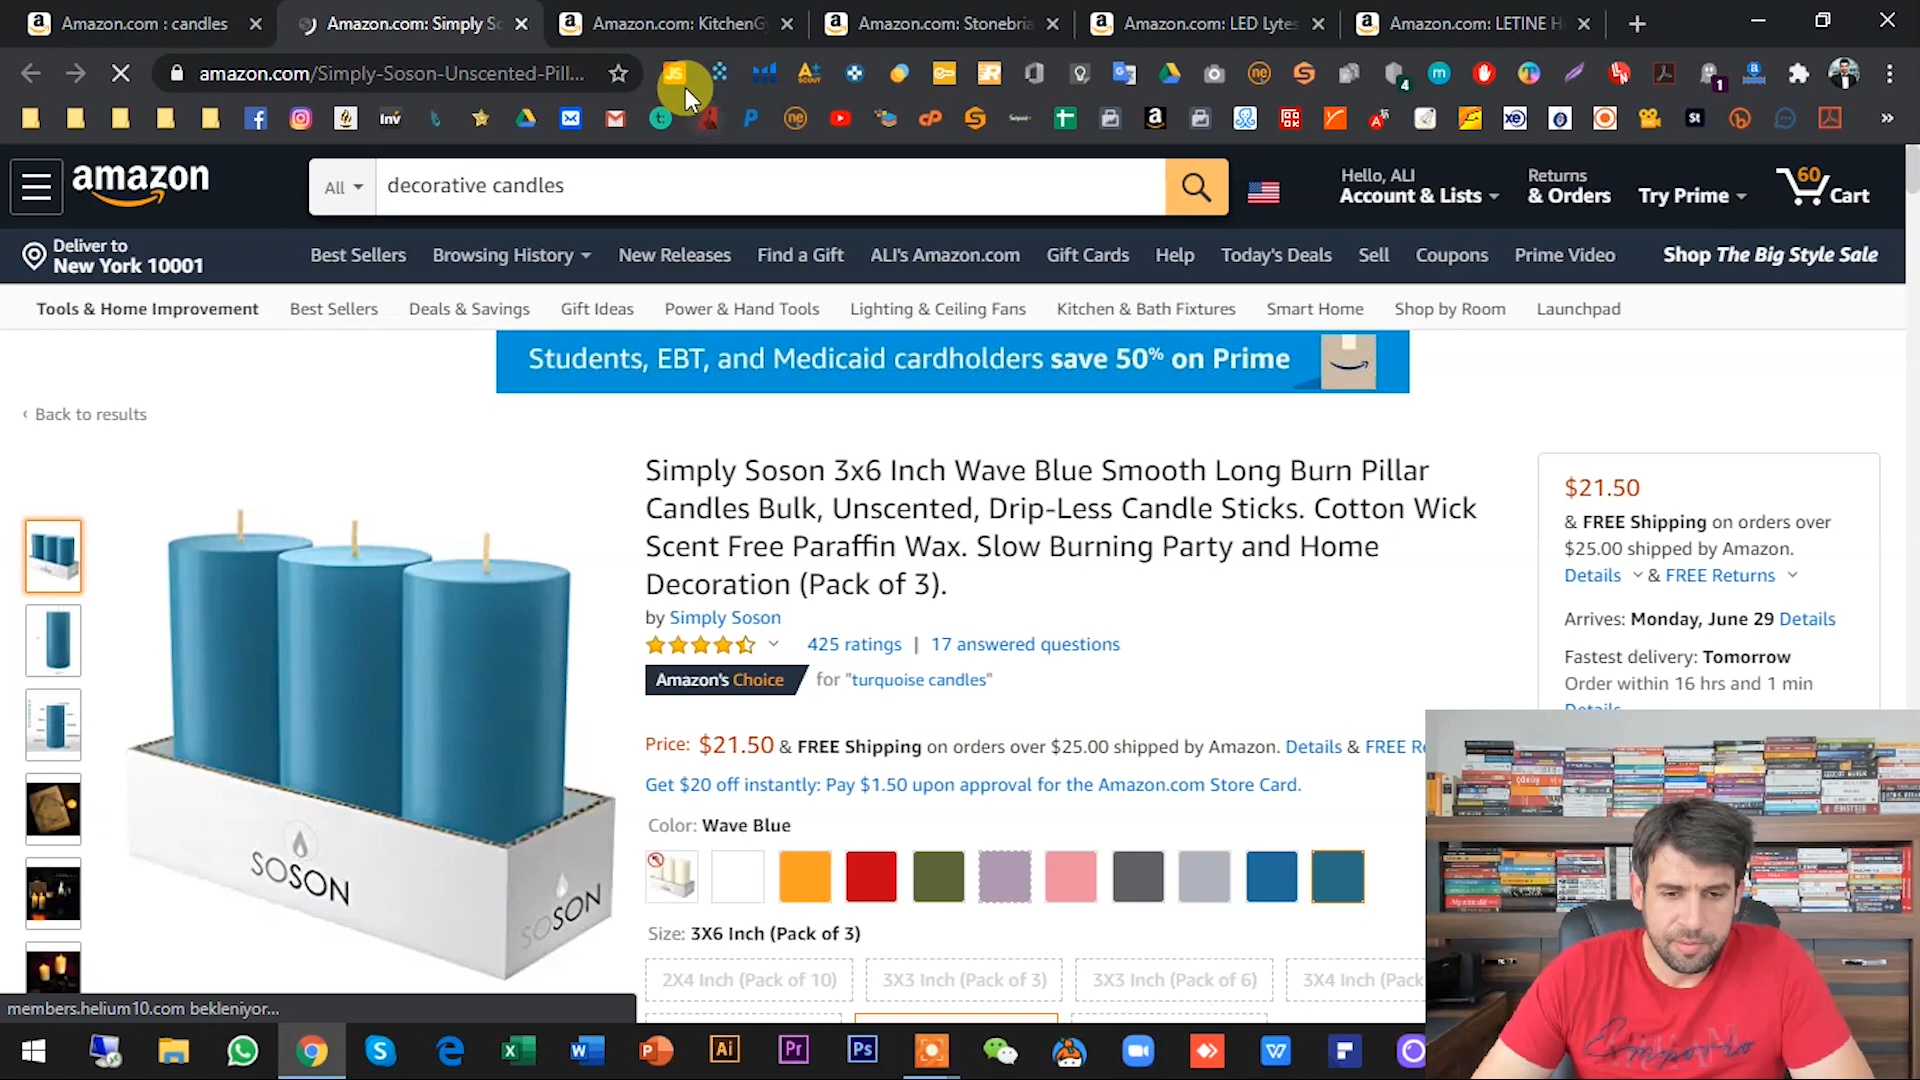 Amazon.com : candles
Amazon.com: Simply So
Amazon.com: KitchenG
Amazon.com: Stonebria
Amazon.com: LED Lytes
Amazon.com: LETINE H
amazon.com/Simply-Soson-Unscented-Pill...
amazon
All
decorative candles
Hello, ALI
Account & Lists
Returns
& Orders
Try Prime
60
Cart
Deliver to
New York 10001
Best Sellers
Browsing History
New Releases
Find a Gift
ALI's Amazon.com
Gift Cards
Help
Today's Deals
Sell
Coupons
Prime Video
Shop The Big Style Sale
Tools & Home Improvement
Best Sellers
Deals & Savings
Gift Ideas
Power & Hand Tools
Lighting & Ceiling Fans
Kitchen & Bath Fixtures
Smart Home
Shop by Room
Launchpad
Students, EBT, and Medicaid cardholders save 50% on Prime
‹ Back to results
Simply Soson 3x6 Inch Wave Blue Smooth Long Burn Pillar
Candles Bulk, Unscented, Drip-Less Candle Sticks. Cotton Wick
Scent Free Paraffin Wax. Slow Burning Party and Home
Decoration (Pack of 3).
by Simply Soson
425 ratings | 17 answered questions
Amazon's Choice for "turquoise candles"
Price: $21.50 & FREE Shipping on orders over $25.00 shipped by Amazon. Details & FREE Re
Get $20 off instantly: Pay $1.50 upon approval for the Amazon.com Store Card.
Color: Wave Blue
Size: 3X6 Inch (Pack of 3)
2X4 Inch (Pack of 10)
3X3 Inch (Pack of 3)
3X3 Inch (Pack of 6)
3X4 Inch (Pack
$21.50
& FREE Shipping on orders over
$25.00 shipped by Amazon.
Details & FREE Returns
Arrives: Monday, June 29 Details
Fastest delivery: Tomorrow
Order within 16 hrs and 1 min
Details
SOSON
SOSON
members.helium10.com bekleniyor...
Emporio